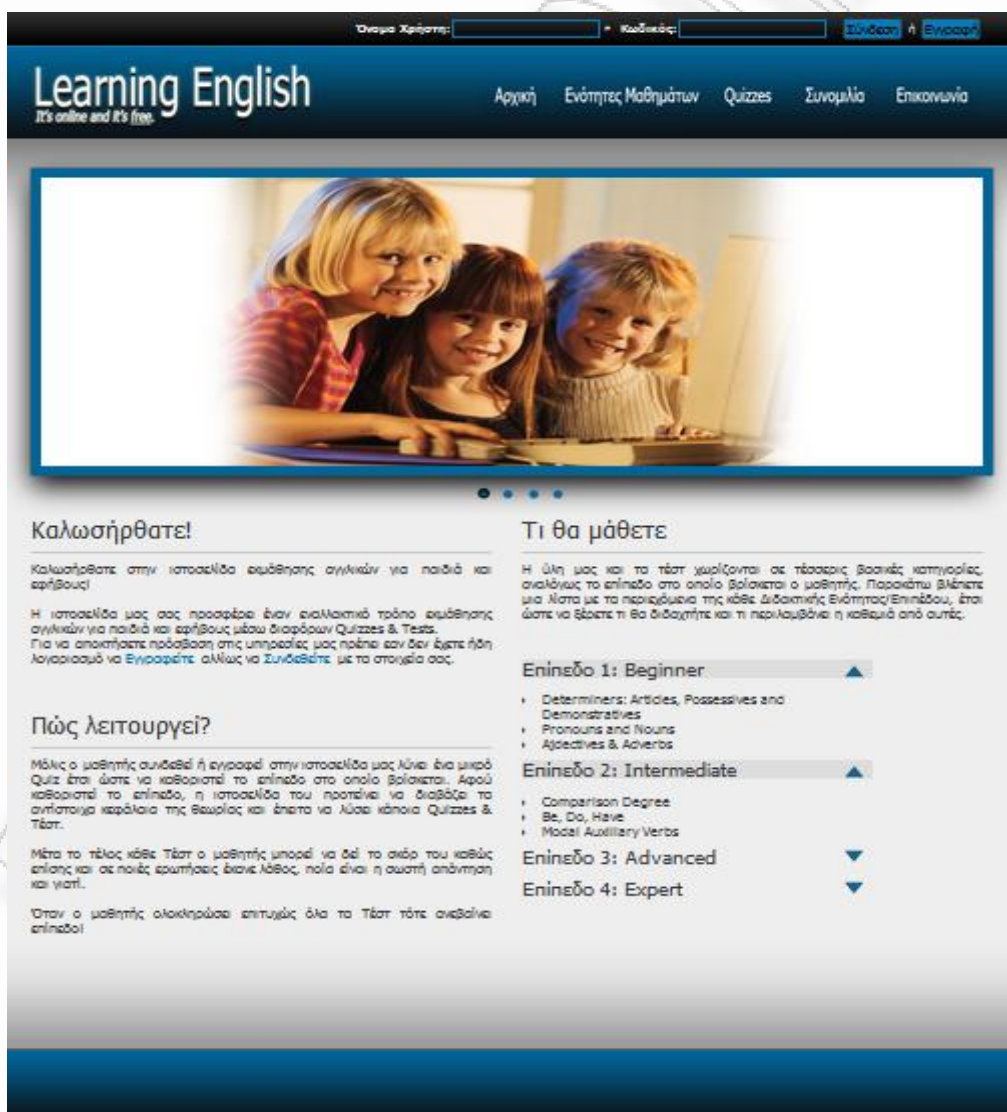 Όνομα Χρήστη: - Κωδικός: Σύνδεση ή Εγγραφή
Learning English
It's online and it's free.
Αρχική Ενότητες Μαθημάτων Quizzes Συνομιλία Επικοινωνία
Καλωσήρθατε!
Καλωσήρθατε στην ιστοσελίδα εκμάθησης αγγλικών για παιδιά και
εφήβους!
Η ιστοσελίδα μας σας προσφέρει έναν εναλλακτικό τρόπο εκμάθησης
αγγλικών για παιδιά και εφήβους μέσω διαφόρων Quizzes & Tests.
Για να αποκτήσετε πρόσβαση στις υπηρεσίες μας πρέπει εαν δεν έχετε ήδη
λογαριασμό να Εγγραφείτε αλλίως να Συνδεθείτε με τα στοιχεία σας.
Πώς λειτουργεί?
Μόλις ο μαθητής συνδεθεί ή εγγραφεί στην ιστοσελίδα μας λύνει ένα μικρό
Quiz έτσι ώστε να καθοριστεί το επίπεδο στο οποίο βρίσκεται. Αφού
καθοριστεί το επίπεδο, η ιστοσελίδα του προτείνει να διαβάζει τα
αντίστοιχα κεφάλαια της θεωρίας και έπειτα να λύσει κάποια Quizzes &
Τέστ.
Μέτα το τέλος κάθε Τέστ ο μαθητής μπορεί να δεί το σκόρ του καθώς
επίσης και σε ποιές ερωτήσεις έκανε λάθος, ποία είναι η σωστή απάντηση
και γιατί.
Όταν ο μαθητής ολοκληρώσει επιτυχώς όλα τα Τέστ τότε ανεβαίνει
επίπεδο!
Τι θα μάθετε
Η ύλη μας και τα τέστ χωρίζονται σε τέσσερις βασικές κατηγορίες,
αναλόγως το επίπεδο στο οποίο βρίσκεται ο μαθητής. Παρακάτω βλέπετε
μια λίστα με τα περιεχόμενα της κάθε Διδακτικής Ενότητας/Επιπέδου, έτσι
ώστε να ξέρετε τι θα διδαχτήτε και τι περιλαμβάνει η καθεμιά από αυτές.
Επίπεδο 1: Beginner
Determiners: Articles, Possessives and
Demonstratives
Pronouns and Nouns
Ajdectives & Adverbs
Επίπεδο 2: Intermediate
Comparison Degree
Be, Do, Have
Modal Auxiliary Verbs
Επίπεδο 3: Advanced
Επίπεδο 4: Expert